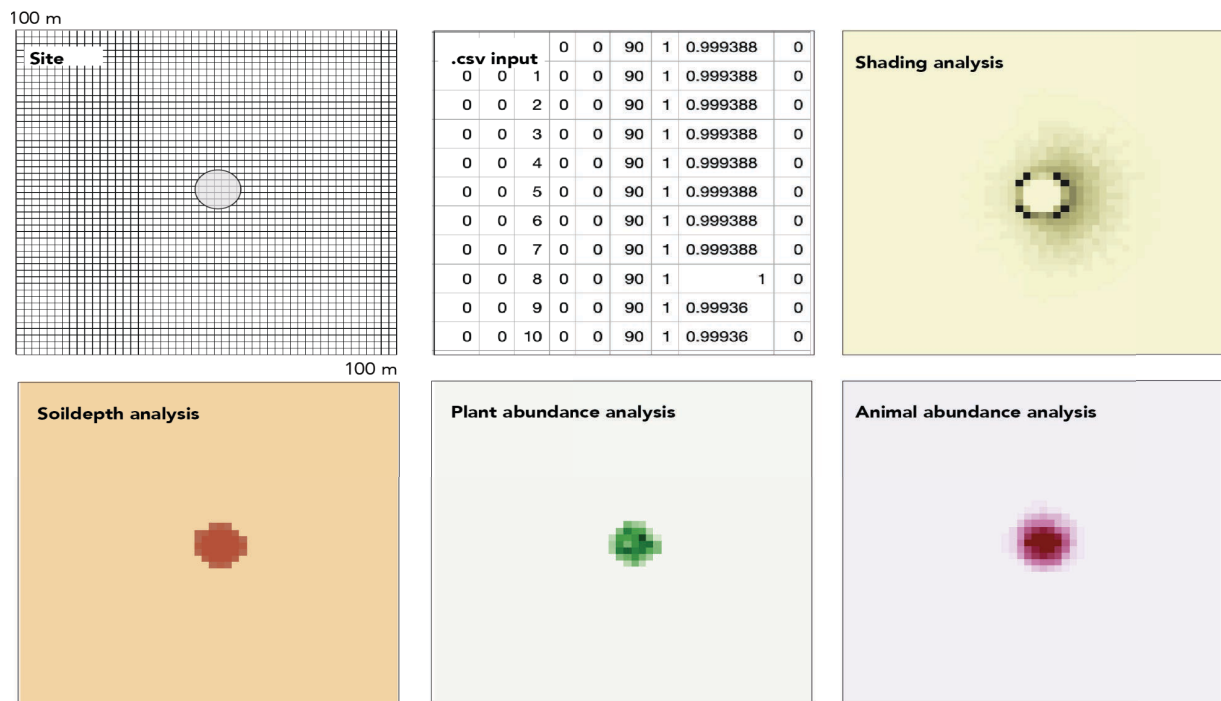 100 m
Site
.csv input
0 0 90 1 0.999388 0
0 0 1 0 0 90 1 0.999388 0
0 0 2 0 0 90 1 0.999388 0
0 0 3 0 0 90 1 0.999388 0
0 0 4 0 0 90 1 0.999388 0
0 0 5 0 0 90 1 0.999388 0
0 0 6 0 0 90 1 0.999388 0
0 0 7 0 0 90 1 0.999388 0
0 0 8 0 0 90 1 1 0
0 0 9 0 0 90 1 0.99936 0
0 0 10 0 0 90 1 0.99936 0
Shading analysis
100 m
Soildepth analysis
Plant abundance analysis
Animal abundance analysis